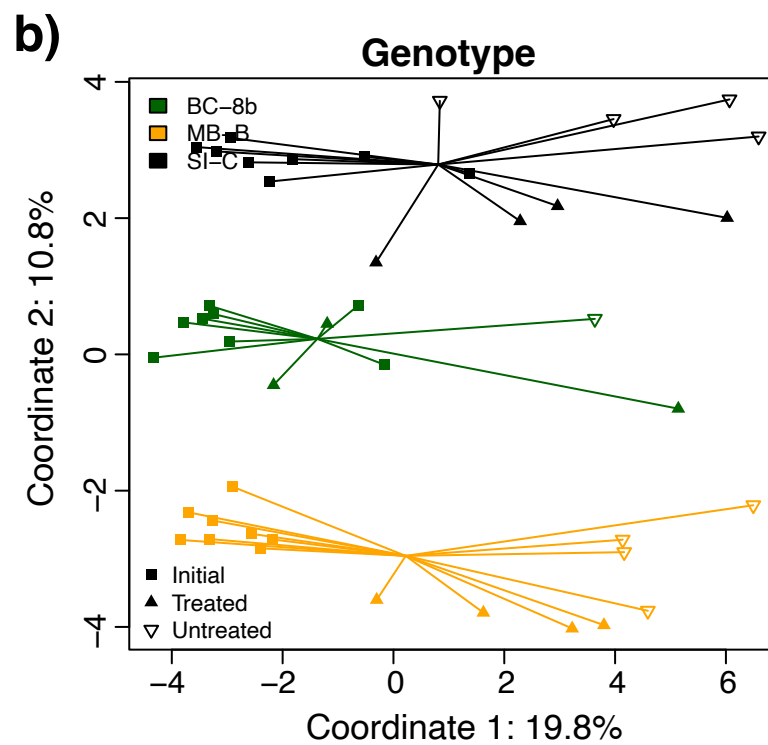 b)
Genotype
BC−8b
MB−B
SI−C
4
2
0
−2
−4
Coordinate 2: 10.8%
Initial
Treated
Untreated
−4 −2 0 2 4 6
Coordinate 1: 19.8%